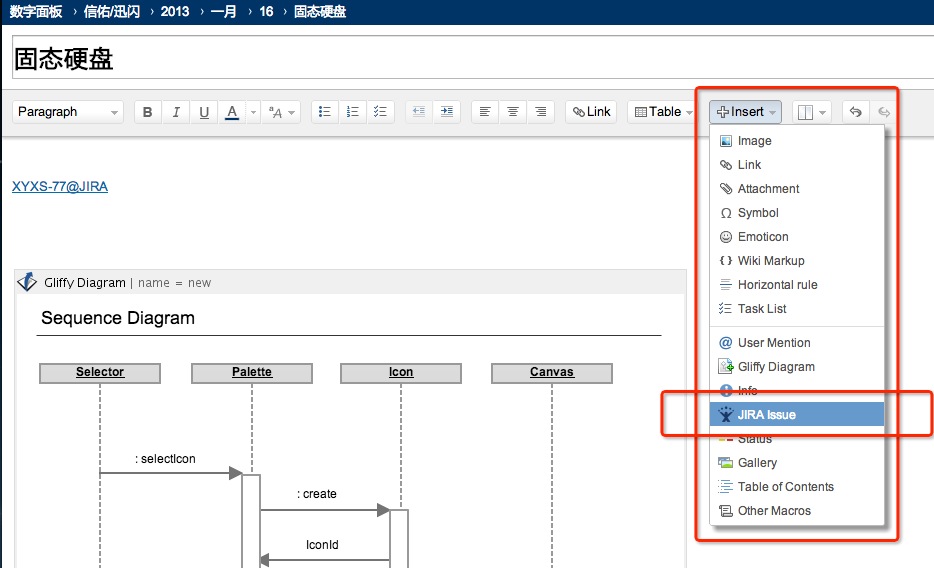 数字面板 › 信佑/迅闪 › 2013 › 一月 › 16 › 固态硬盘
固态硬盘
Paragraph B I U A ªA Link Table Insert
Image
Link
Attachment
Symbol
Emoticon
Wiki Markup
Horizontal rule
Task List
User Mention
Gliffy Diagram
Info
JIRA Issue
Status
Gallery
Table of Contents
Other Macros
XYXS-77@JIRA
Gliffy Diagram | name = new
Sequence Diagram
Selector Palette Icon Canvas
: selectIcon
: create
IconId